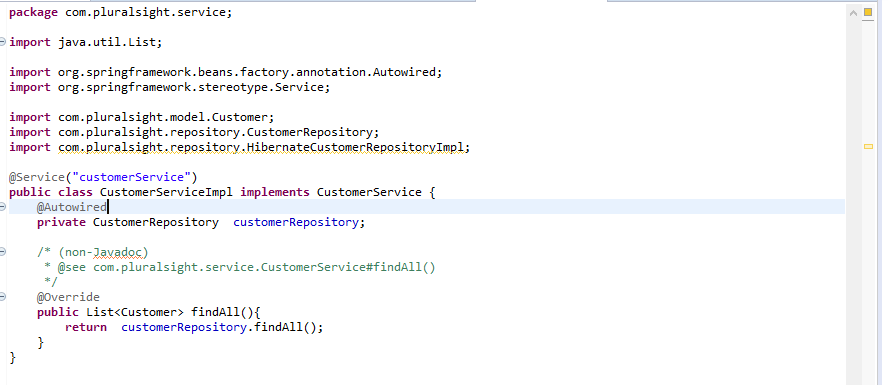 package com.pluralsight.service;
import java.util.List;
import org.springframework.beans.factory.annotation.Autowired;
import org.springframework.stereotype.Service;
import com.pluralsight.model.Customer;
import com.pluralsight.repository.CustomerRepository;
import com.pluralsight.repository.HibernateCustomerRepositoryImpl;
@Service("customerService")
public class CustomerServiceImpl implements CustomerService {
@Autowired
private CustomerRepository  customerRepository;
/* (non-Javadoc)
* @see com.pluralsight.service.CustomerService#findAll()
*/
@Override
public List<Customer> findAll(){
return  customerRepository.findAll();
}
}